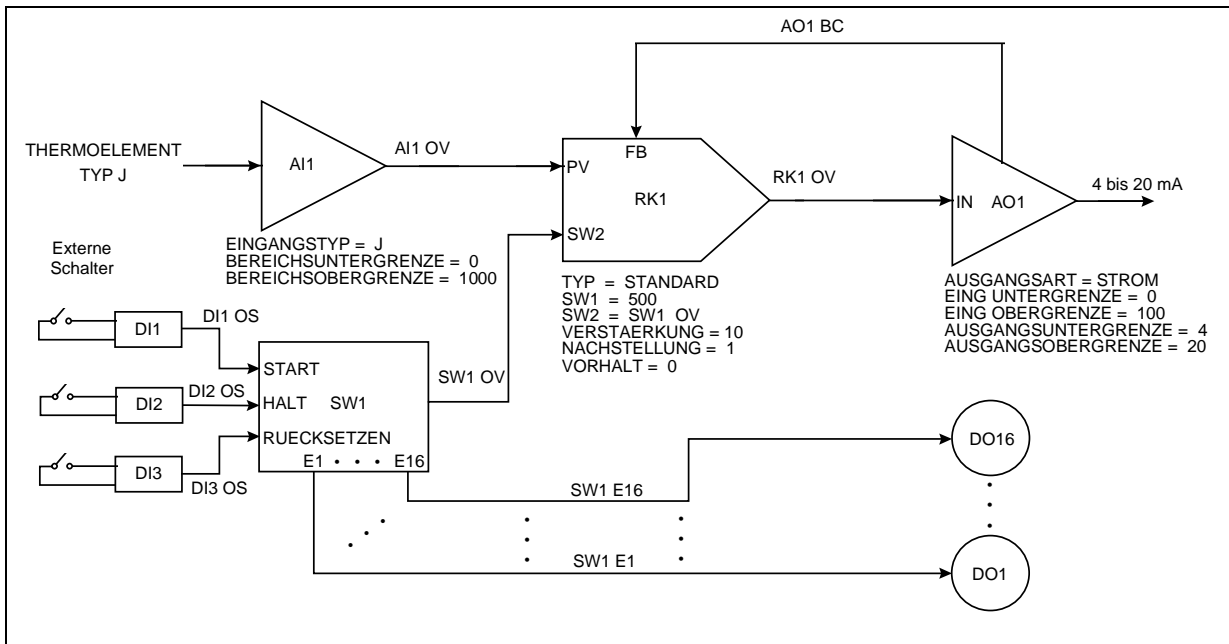 AO1 BC
THERMOELEMENT
TYP J
AI1
AI1 OV
EINGANGSTYP = J
BEREICHSUNTERGRENZE = 0
BEREICHSOBERGRENZE = 1000
FB
PV
RK1
SW2
RK1 OV
TYP = STANDARD
SW1 = 500
SW2 = SW1 OV
VERSTAERKUNG = 10
NACHSTELLUNG = 1
VORHALT = 0
IN AO1
4 bis 20 mA
AUSGANGSART = STROM
EING UNTERGRENZE = 0
EING OBERGRENZE = 100
AUSGANGSUNTERGRENZE = 4
AUSGANGSOBERGRENZE = 20
Externe
Schalter
DI1
DI1 OS
DI2
DI2 OS
DI3
DI3 OS
START
HALT SW1
RUECKSETZEN
E1 • • • E16
SW1 OV
SW1 E16
SW1 E1
DO16
DO1